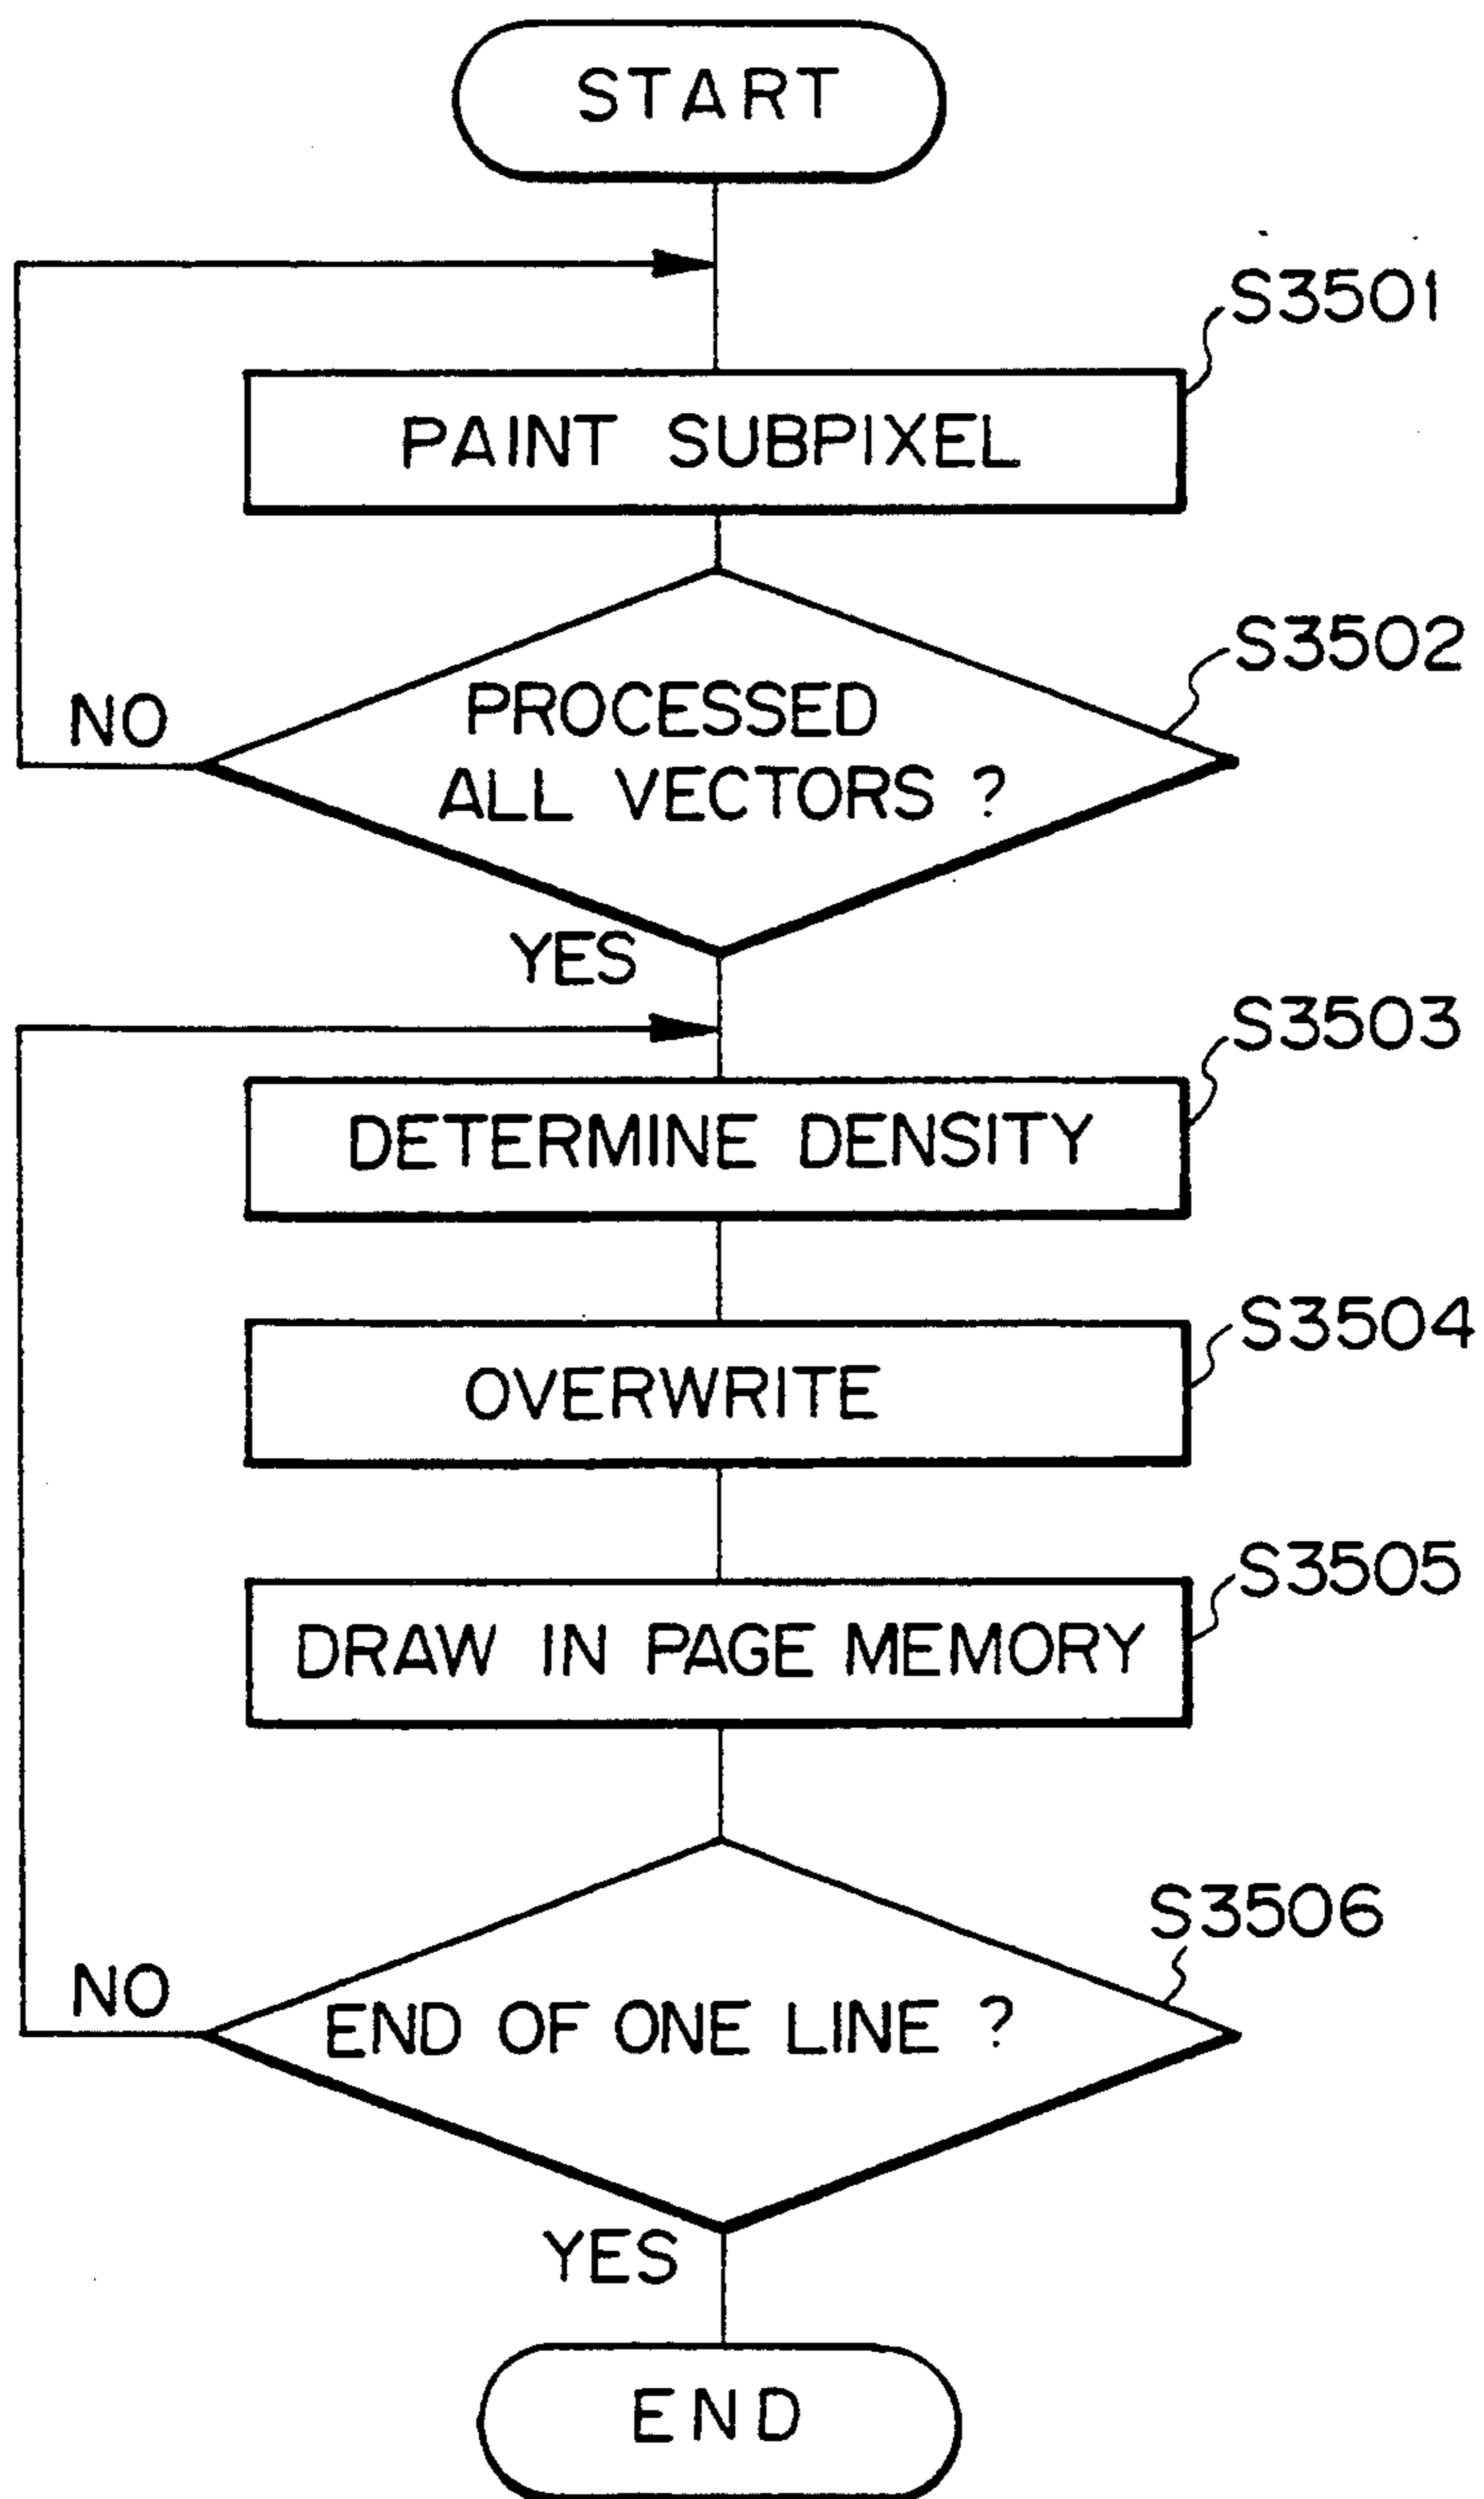 START
S3501
PAINT SUBPIXEL
S3502
PROCESSED
ALL VECTORS ?
NO
YES
S3503
DETERMINE DENSITY
S3504
OVERWRITE
S3505
DRAW IN PAGE MEMORY
S3506
NO
END OF ONE LINE ?
YES
END